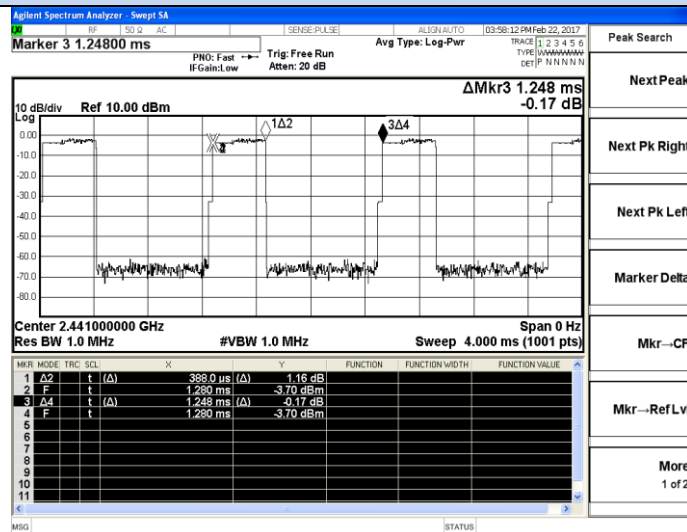 Agilent Spectrum Analyzer - Swept SA
LXI RF 50 Ω AC SENSE:PULSE ALIGN AUTO 03:58:12 PM Feb 22, 2017
Marker 3 1.24800 ms
PNO: Fast
IFGain:Low
Trig: Free Run
Atten: 20 dB
Avg Type: Log-Pwr
TRACE 1 2 3 4 5 6
TYPE WWWWWW
DET P N N N N N
ΔMkr3 1.248 ms
-0.17 dB
10 dB/div Ref 10.00 dBm
Log
0.00
-10.0
-20.0
-30.0
-40.0
-50.0
-60.0
-70.0
-80.0
1Δ2
3Δ4
Center 2.441000000 GHz Span 0 Hz
Res BW 1.0 MHz #VBW 1.0 MHz Sweep 4.000 ms (1001 pts)
MKR MODE TRC SCL X Y FUNCTION FUNCTION WIDTH FUNCTION VALUE
1 Δ2 t (Δ) 388.0 µs (Δ) 1.16 dB
2 F t 1.280 ms -3.70 dBm
3 Δ4 t (Δ) 1.248 ms (Δ) -0.17 dB
4 F t 1.280 ms -3.70 dBm
5
6
7
8
9
10
11
MSG STATUS
Peak Search
Next Peak
Next Pk Right
Next Pk Left
Marker Delta
Mkr→CF
Mkr→Ref Lvl
More
1 of 2